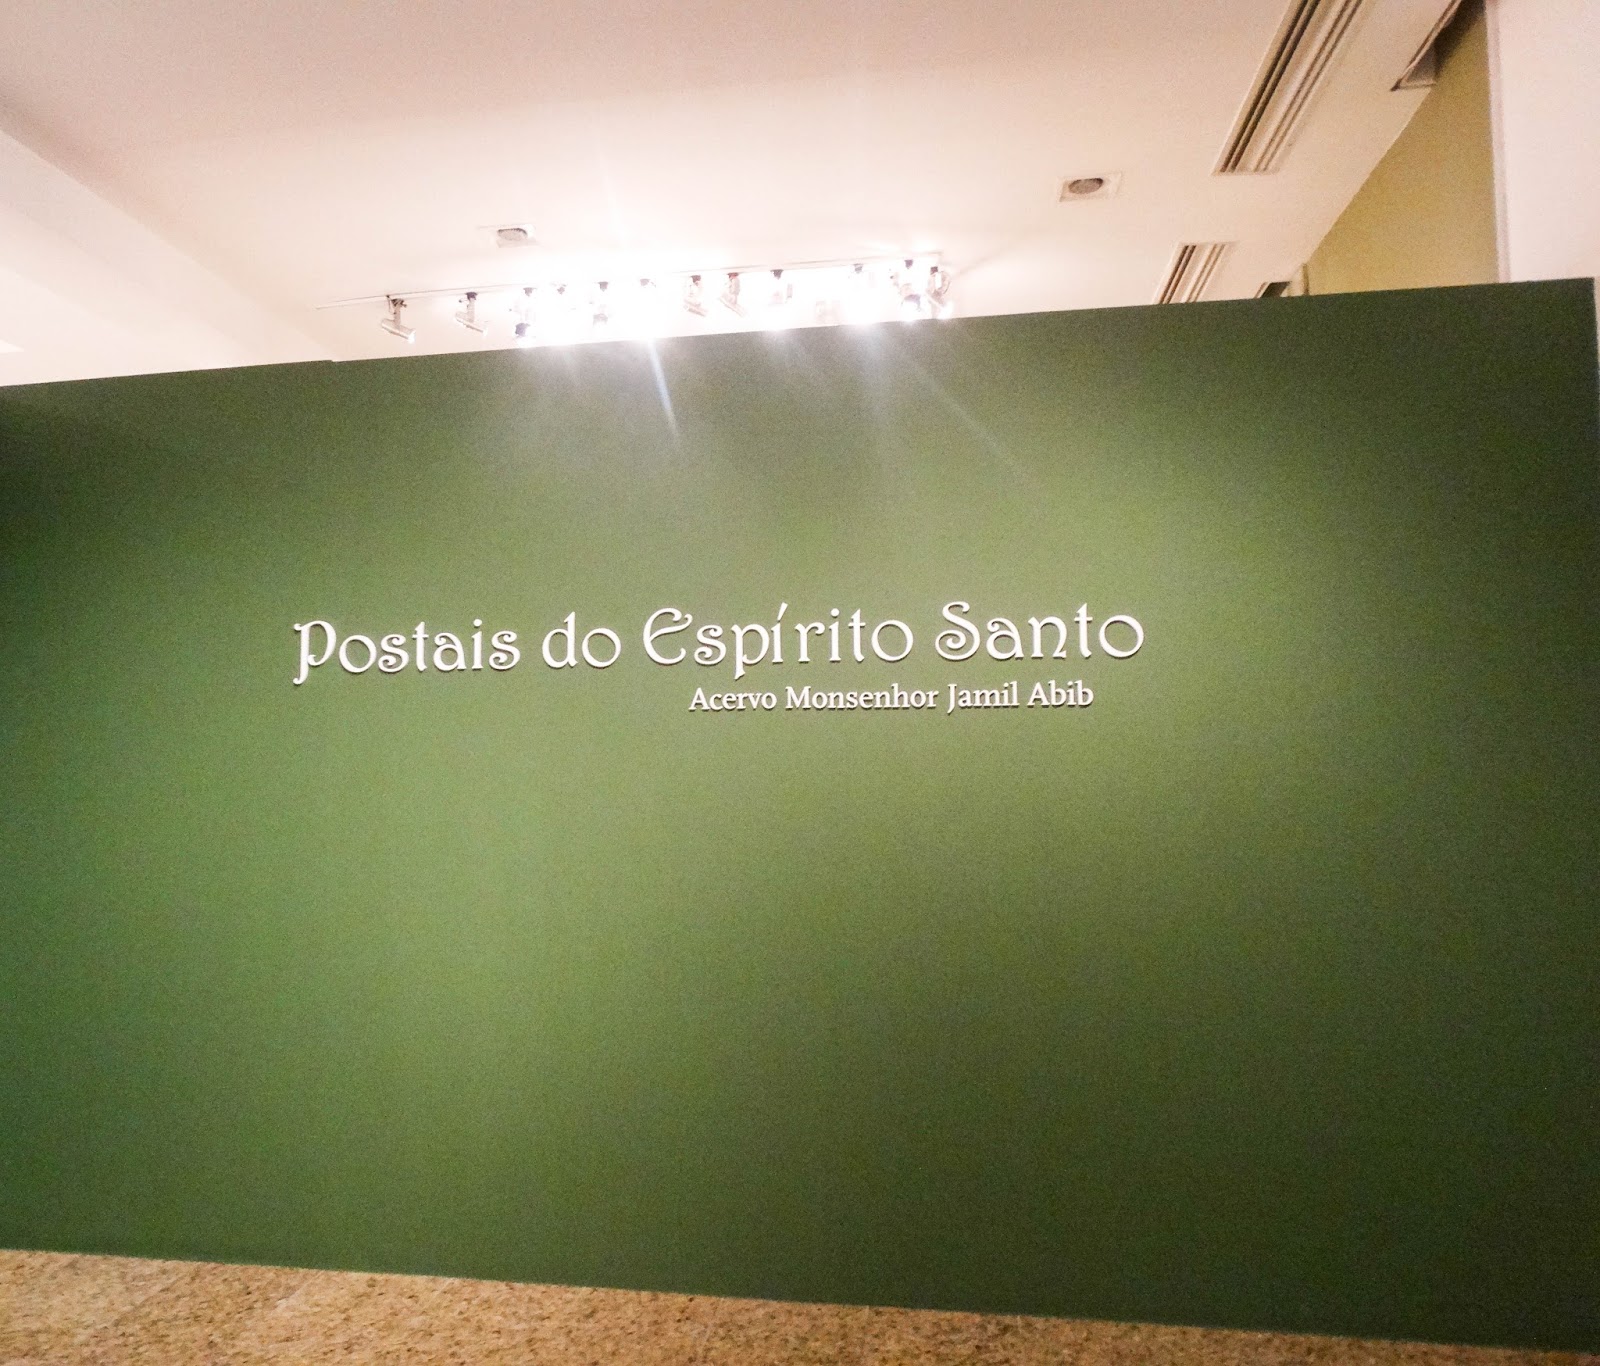 Postais do Espírito Santo
Acervo Monsenhor Jamil Abib